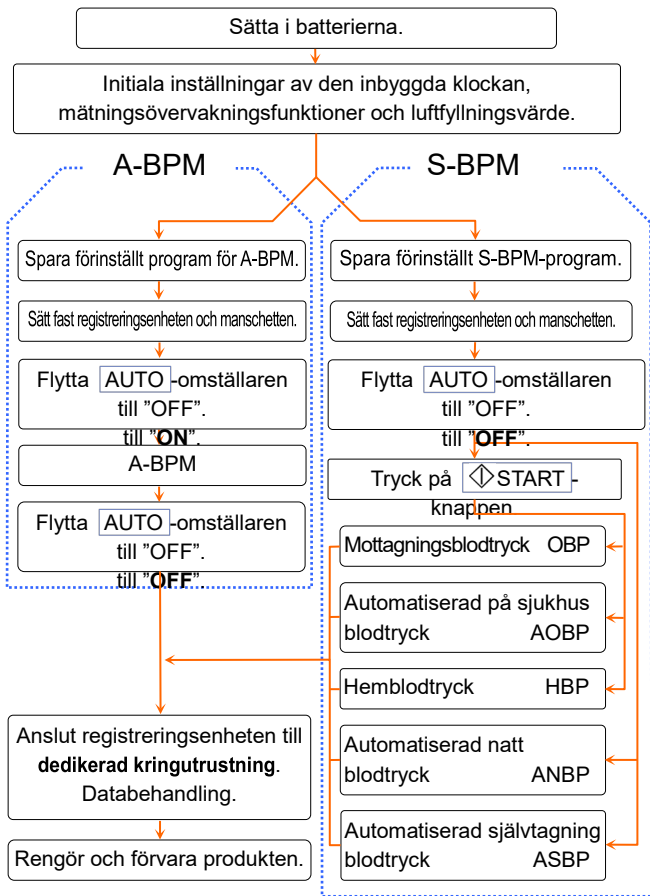 Sätta i batterierna.
Initiala inställningar av den inbyggda klockan,
mätningsövervakningsfunktioner och luftfyllningsvärde.
A-BPM
Spara förinställt program för A-BPM.
Sätt fast registreringsenheten och manschetten.
Flytta AUTO -omställaren
till "OFF".
till "ON".
A-BPM
Flytta AUTO -omställaren
till "OFF".
till "OFF".
S-BPM
Spara förinställt S-BPM-program.
Sätt fast registreringsenheten och manschetten.
Flytta AUTO -omställaren
till "OFF".
till "OFF".
Tryck på START -
knappen
Mottagningsblodtryck OBP
Automatiserad på sjukhus
blodtryck AOBP
Hemblodtryck HBP
Automatiserad natt
blodtryck ANBP
Automatiserad självtagning
blodtryck ASBP
Anslut registreringsenheten till
dedikerad kringutrustning.
Databehandling.
Rengör och förvara produkten.